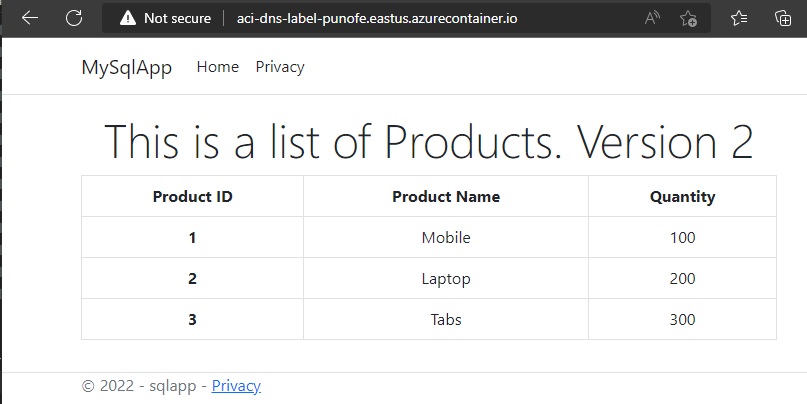 Not secure | aci-dns-label-punofe.eastus.azurecontainer.io
MySqlApp Home Privacy
This is a list of Products. Version 2
Product ID Product Name Quantity
1 Mobile 100
2 Laptop 200
3 Tabs 300
© 2022 - sqlapp - Privacy